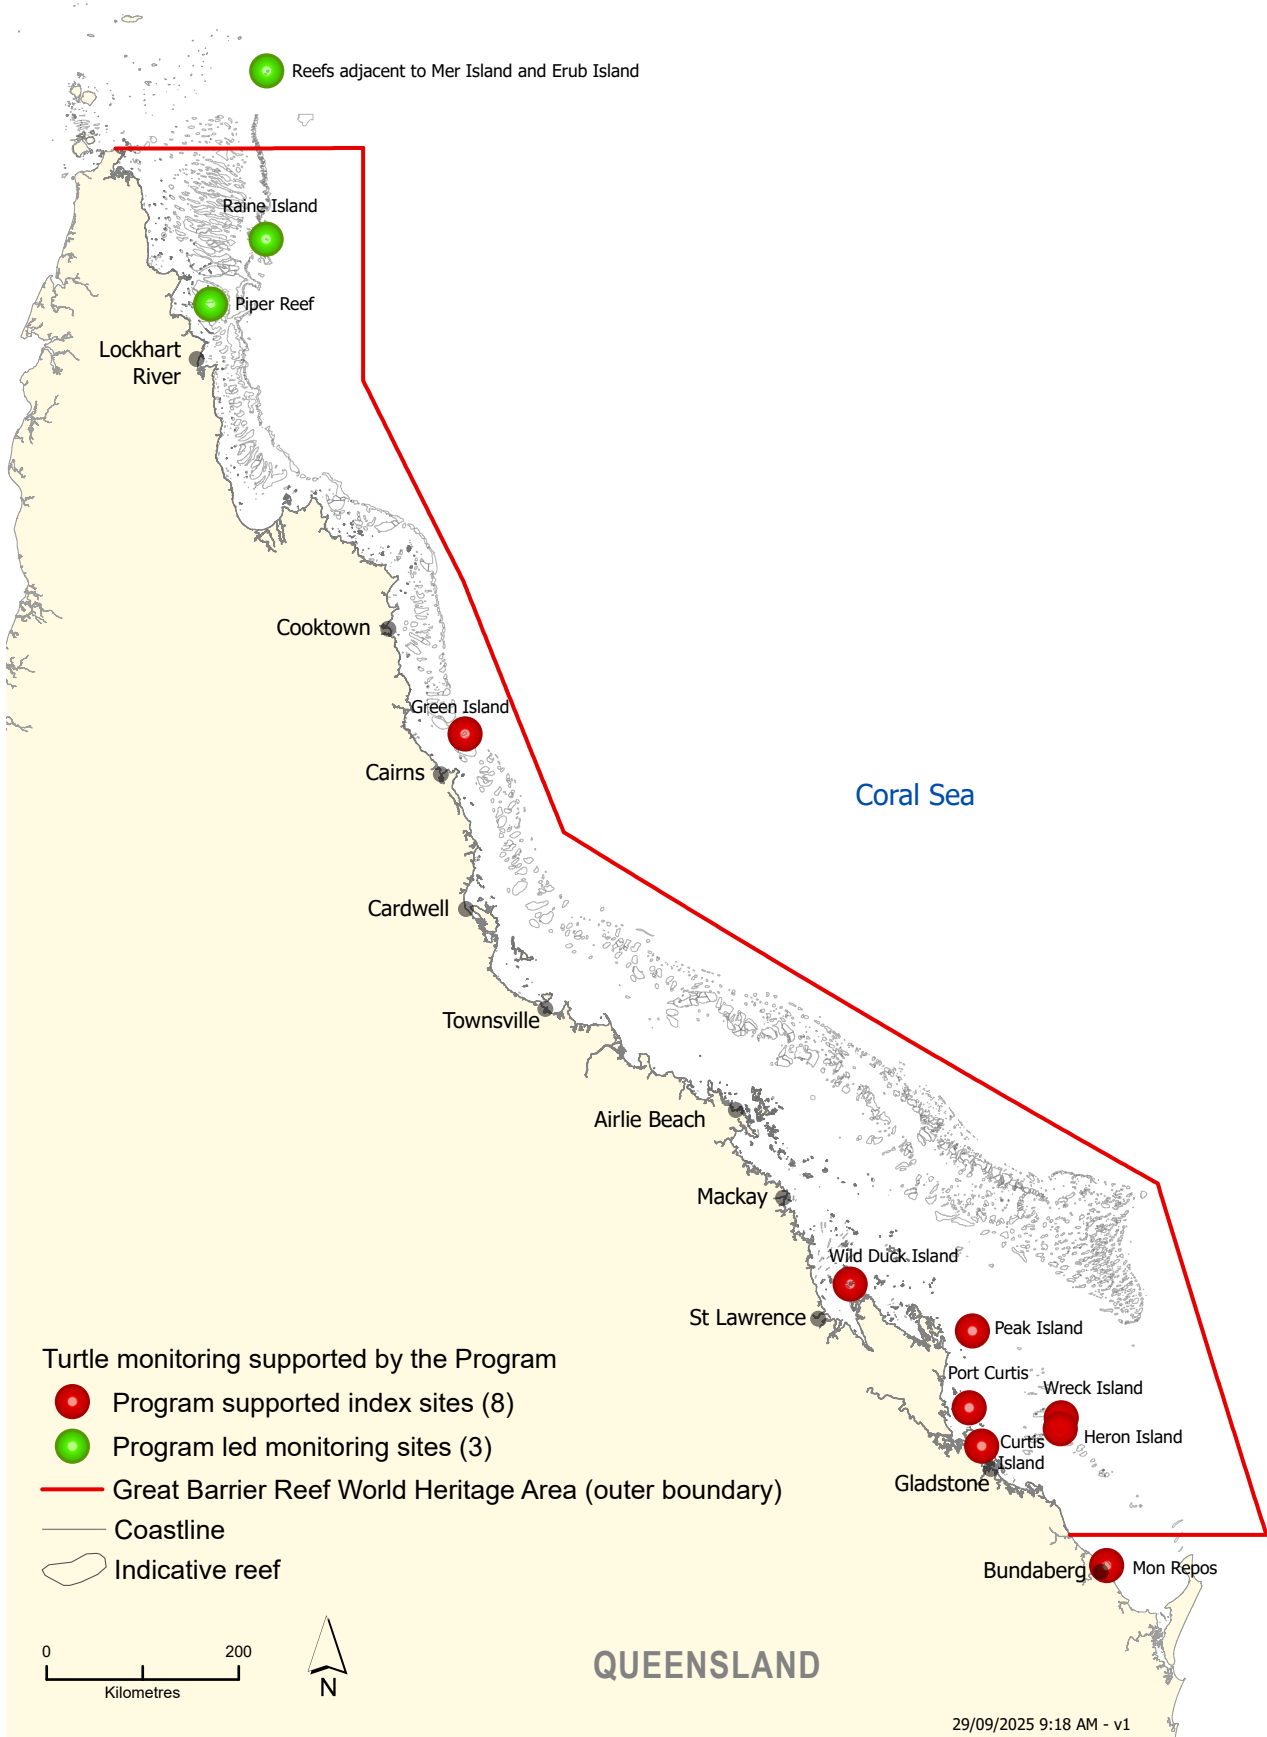 Reefs adjacent to Mer Island and Erub Island
Raine Island
Piper Reef
Lockhart
River
Cooktown
Green Island
Cairns
Coral Sea
Cardwell
Townsville
Airlie Beach
Mackay
Wild Duck Island
St Lawrence
Peak Island
Port Curtis
Wreck Island
Heron Island
Curtis
Island
Gladstone
Bundaberg
Mon Repos
Turtle monitoring supported by the Program
Program supported index sites (8)
Program led monitoring sites (3)
Great Barrier Reef World Heritage Area (outer boundary)
Coastline
Indicative reef
0 200
Kilometres
N
QUEENSLAND
29/09/2025 9:18 AM - v1